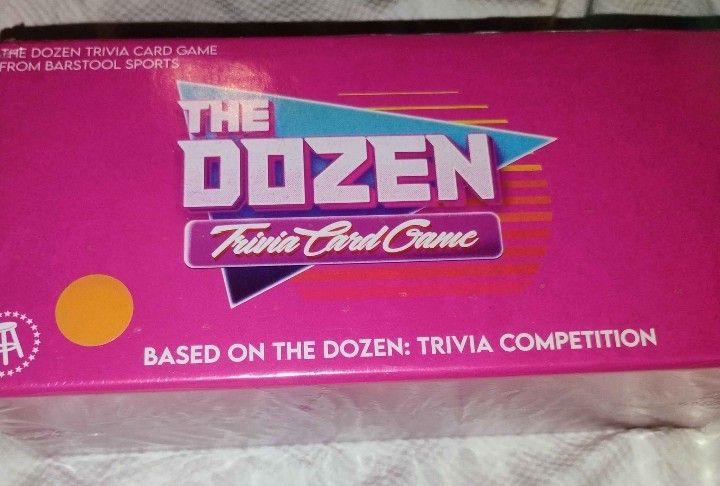 THE DOZEN TRIVIA CARD GAME
FROM BARSTOOL SPORTS
THE
DOZEN
Trivia Card Game
BASED ON THE DOZEN: TRIVIA COMPETITION